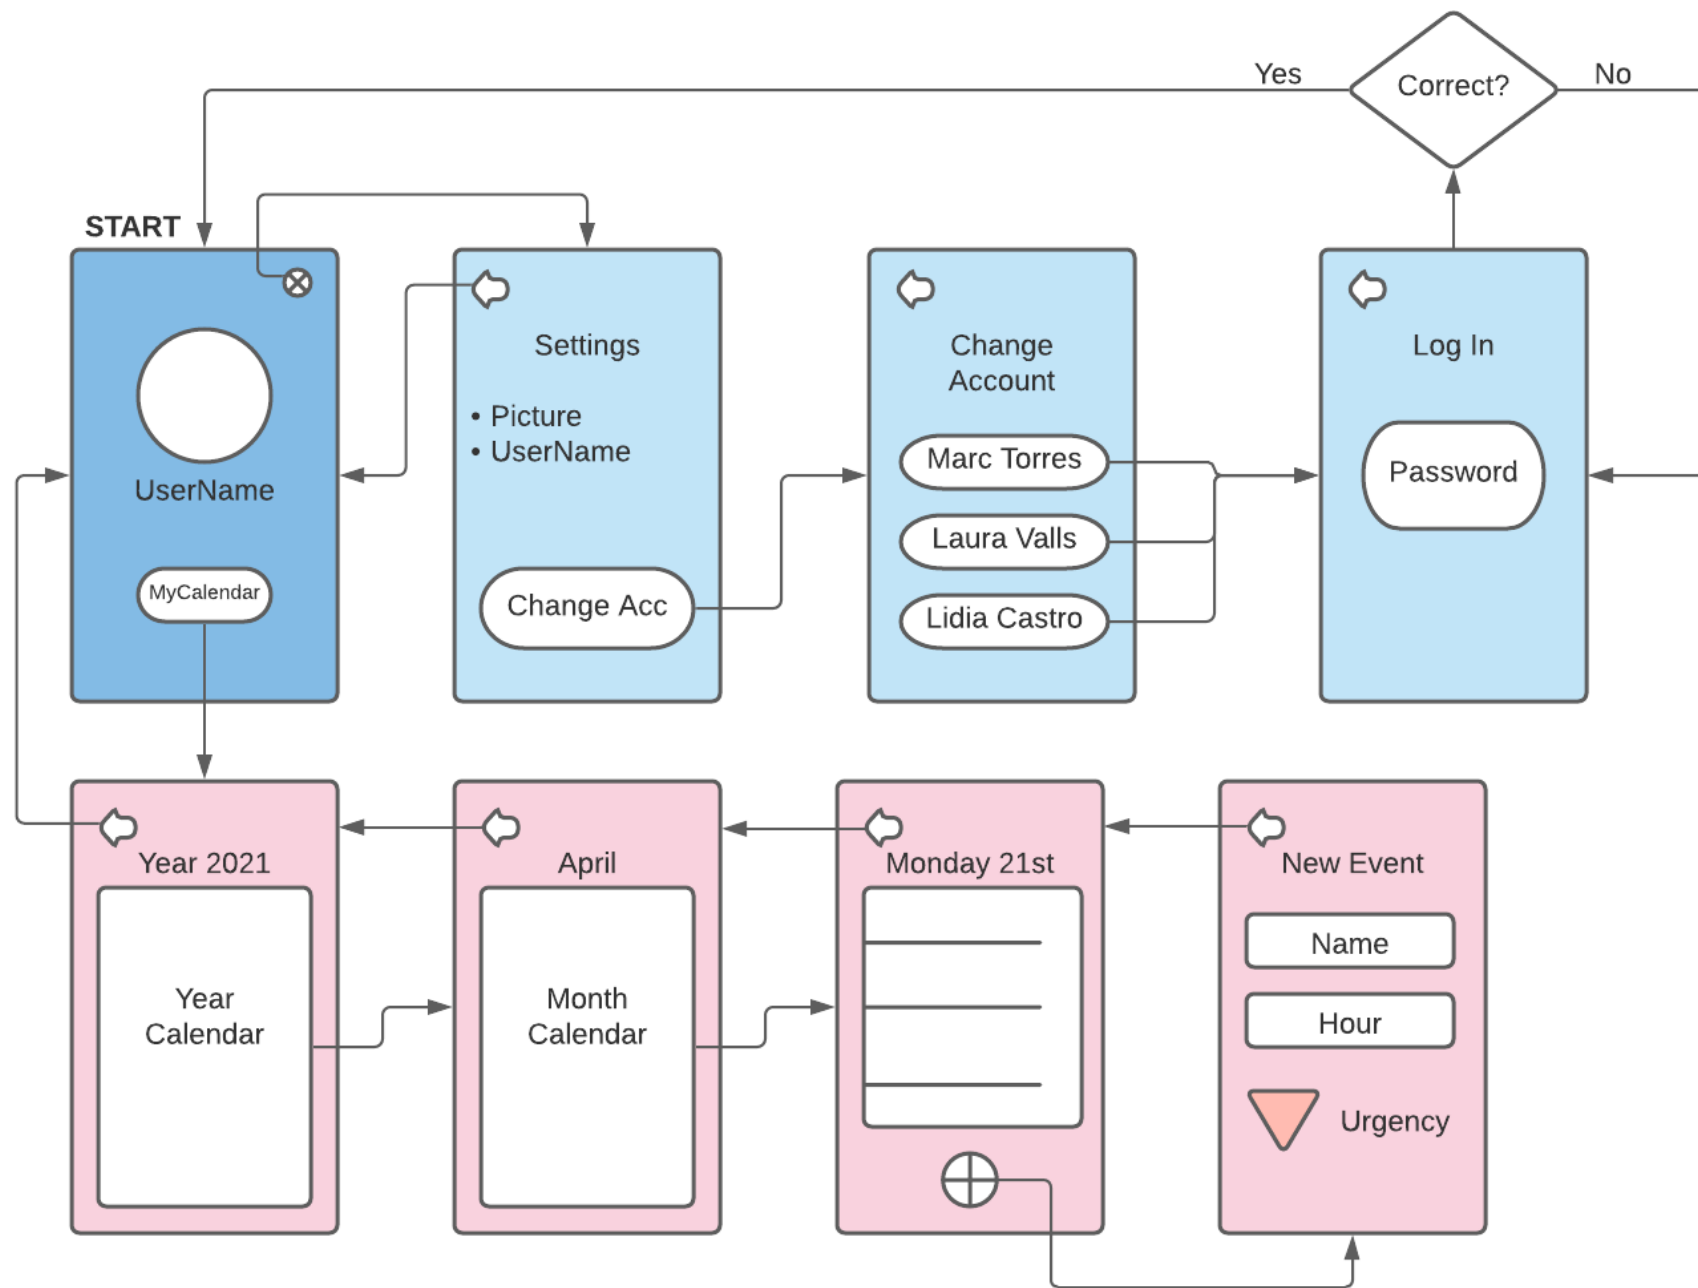 Yes
Correct?
No
START
UserName
MyCalendar
Settings
• Picture
• UserName
Change Acc
Change
Account
Marc Torres
Laura Valls
Lidia Castro
Log In
Password
Year 2021
Year
Calendar
April
Month
Calendar
Monday 21st
New Event
Name
Hour
Urgency